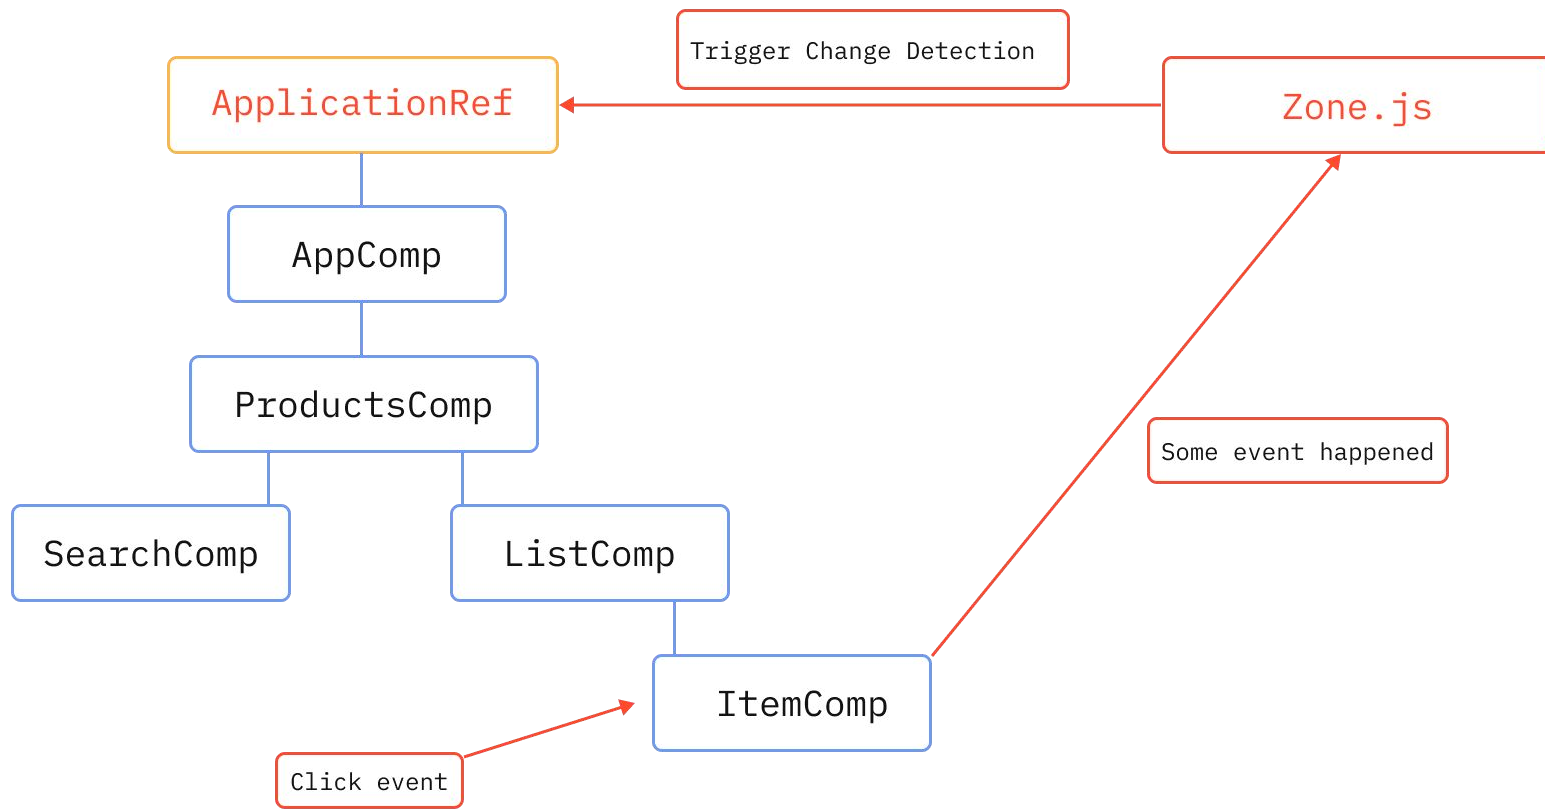 Trigger Change Detection
ApplicationRef
Zone.js
AppComp
ProductsComp
Some event happened
SearchComp
ListComp
ItemComp
Click event